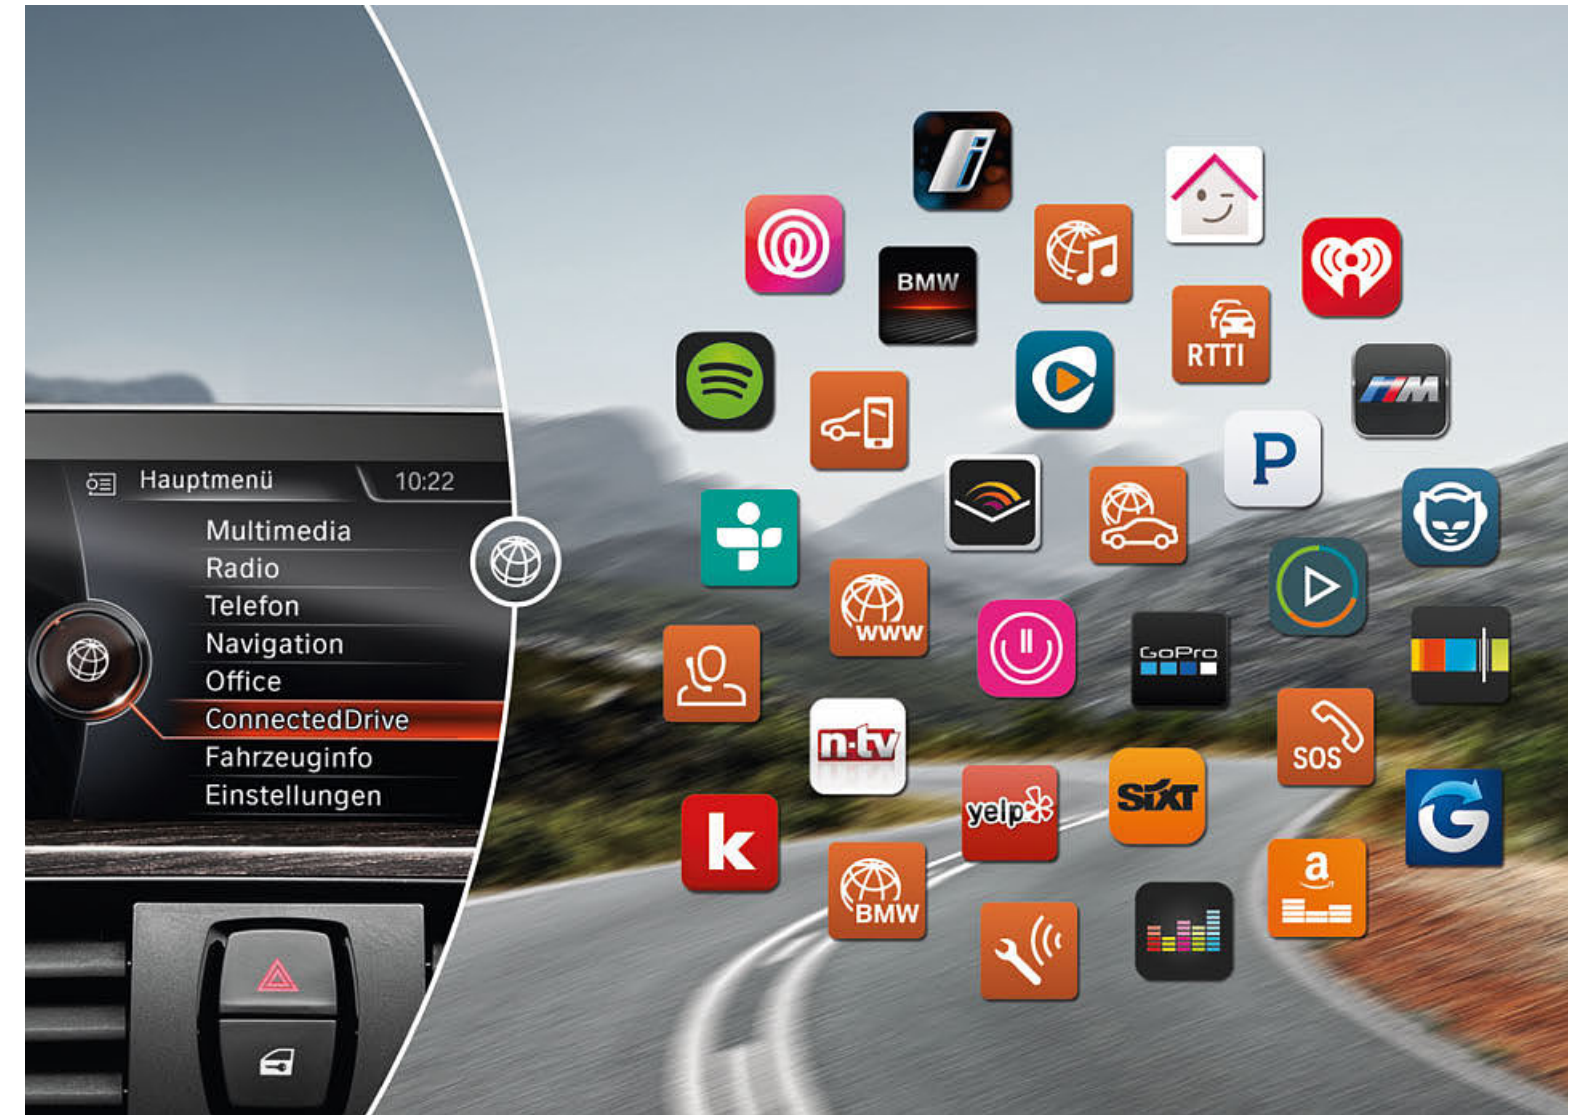 Hauptmenü
10:22
Multimedia
Radio
Telefon
Navigation
Office
ConnectedDrive
Fahrzeuginfo
Einstellungen
i
BMW
RTTI
M
P
www
GoPro
n-tv
SOS
yelp
SIXT
k
G
BMW
a